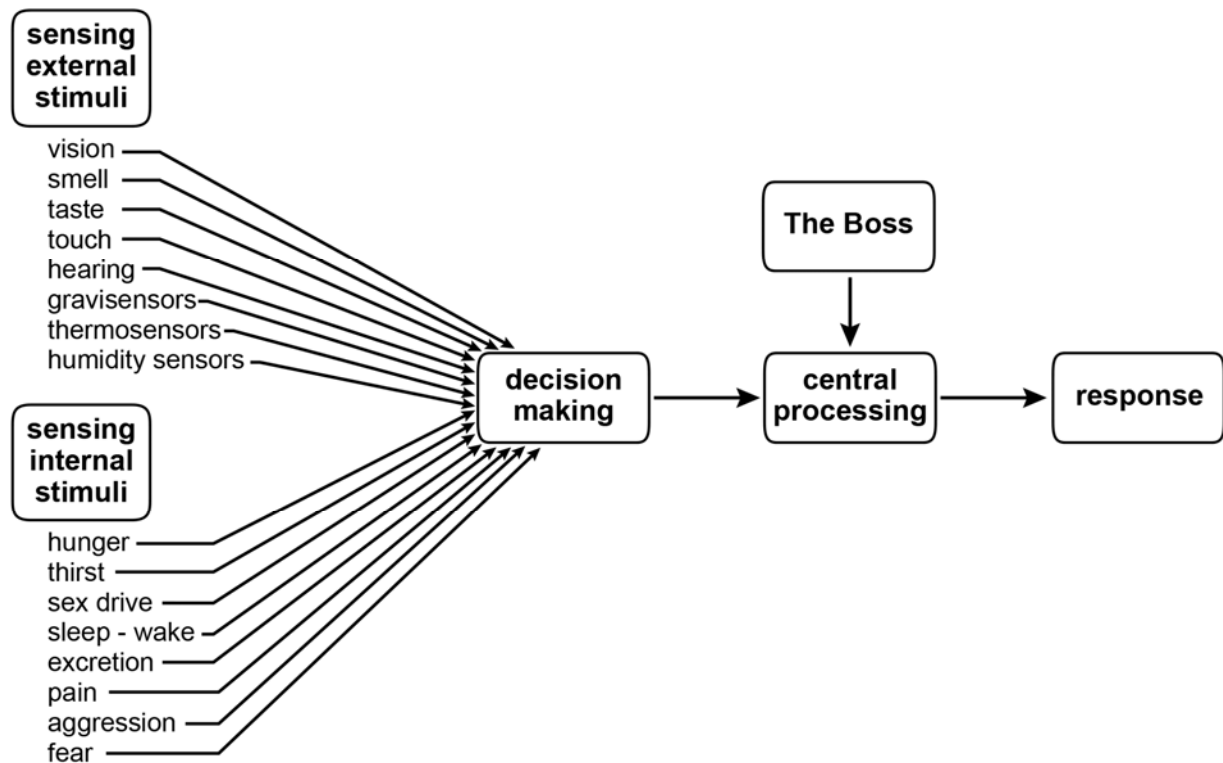 sensing
external
stimuli
vision
smell
taste
touch
hearing
gravisensors
thermosensors
humidity sensors
sensing
internal
stimuli
hunger
thirst
sex drive
sleep - wake
excretion
pain
aggression
fear
decision
making
The Boss
central
processing
response